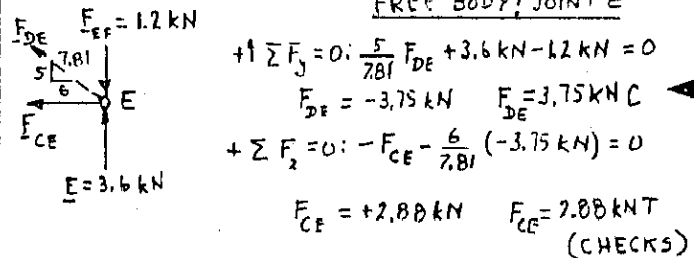 FREE BODY: JOINT E
F_EF = 1.2 kN
F_DE
7.81
5
6
E
F_CE
E = 3.6 kN
+↑ Σ F_y = 0: 5/7.81 F_DE + 3.6 kN - 1.2 kN = 0
F_DE = -3.75 kN F_DE = 3.75 kN C ◄
+ Σ F_x = 0: - F_CE - 6/7.81 (-3.75 kN) = 0
F_CE = +2.88 kN F_CE = 2.88 kN T
(CHECKS)